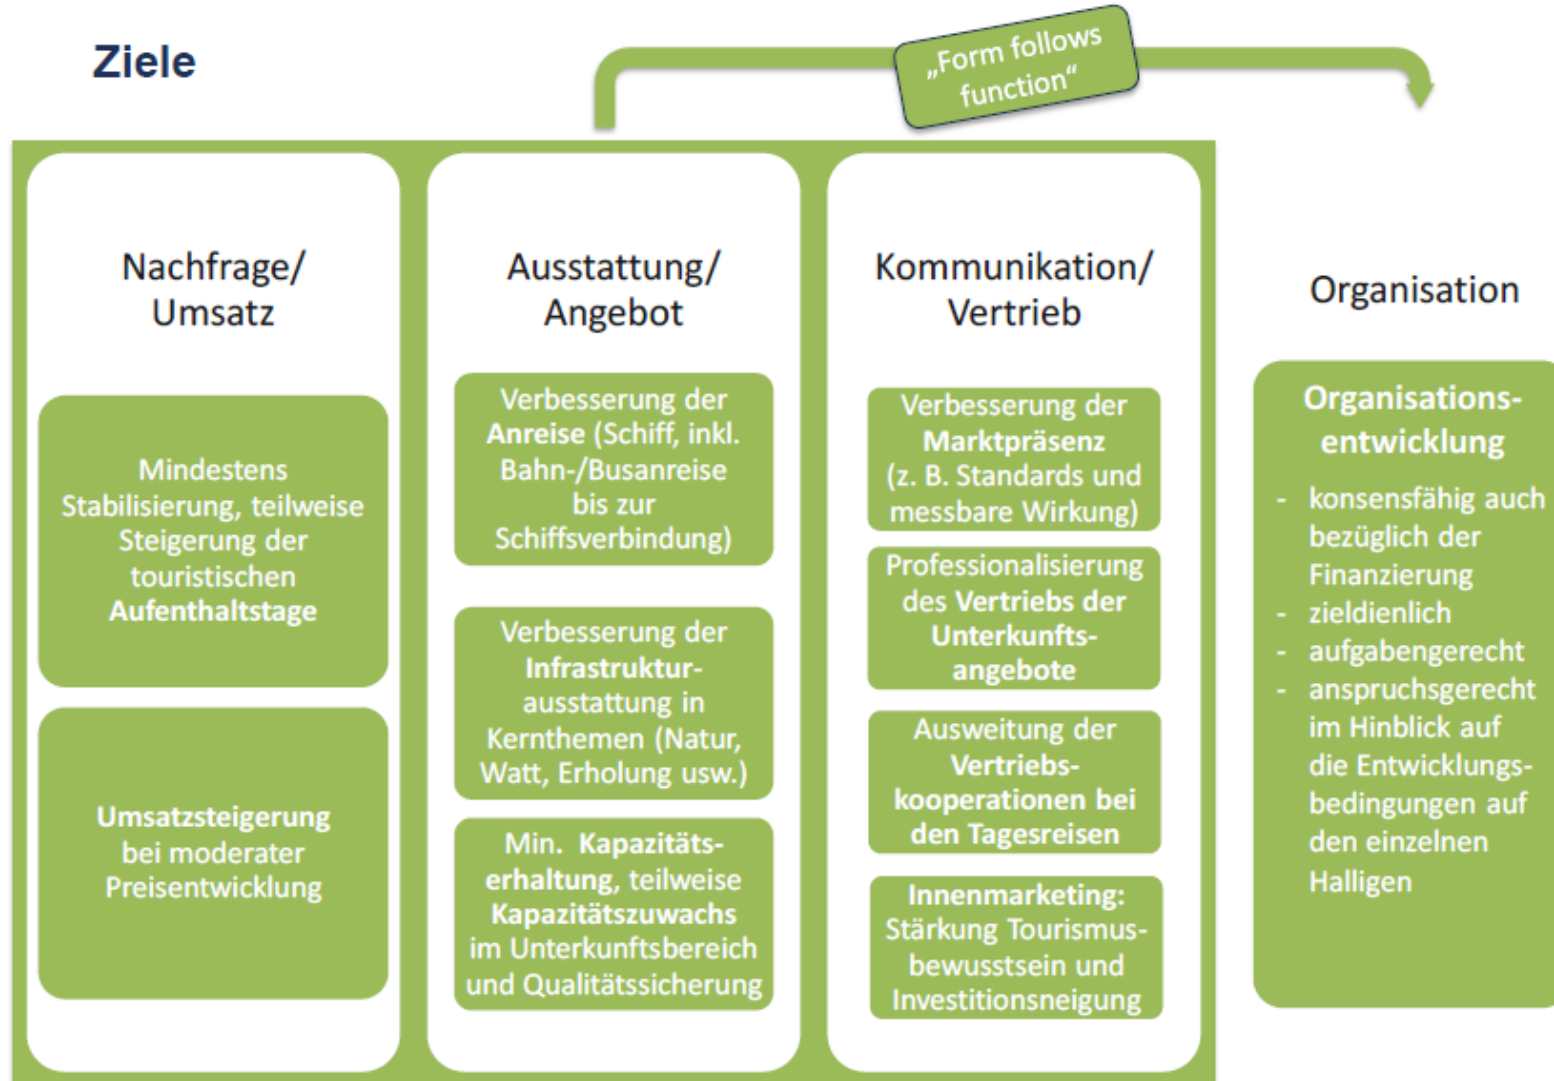 Ziele
„Form follows
function“
Nachfrage/
Umsatz
Mindestens
Stabilisierung, teilweise
Steigerung der
touristischen
Aufenthaltstage
Umsatzsteigerung
bei moderater
Preisentwicklung
Ausstattung/
Angebot
Verbesserung der
Anreise (Schiff, inkl.
Bahn-/Busanreise
bis zur
Schiffsverbindung)
Verbesserung der
Infrastruktur-
ausstattung in
Kernthemen (Natur,
Watt, Erholung usw.)
Min. Kapazitäts-
erhaltung, teilweise
Kapazitätszuwachs
im Unterkunftsbereich
und Qualitätssicherung
Kommunikation/
Vertrieb
Verbesserung der
Marktpräsenz
(z. B. Standards und
messbare Wirkung)
Professionalisierung
des Vertriebs der
Unterkunfts-
angebote
Ausweitung der
Vertriebs-
kooperationen bei
den Tagesreisen
Innenmarketing:
Stärkung Tourismus-
bewusstsein und
Investitionsneigung
Organisation
Organisations-
entwicklung
- konsensfähig auch
bezüglich der
Finanzierung
- zieldienlich
- aufgabengerecht
- anspruchsgerecht
im Hinblick auf
die Entwicklungs-
bedingungen auf
den einzelnen
Halligen